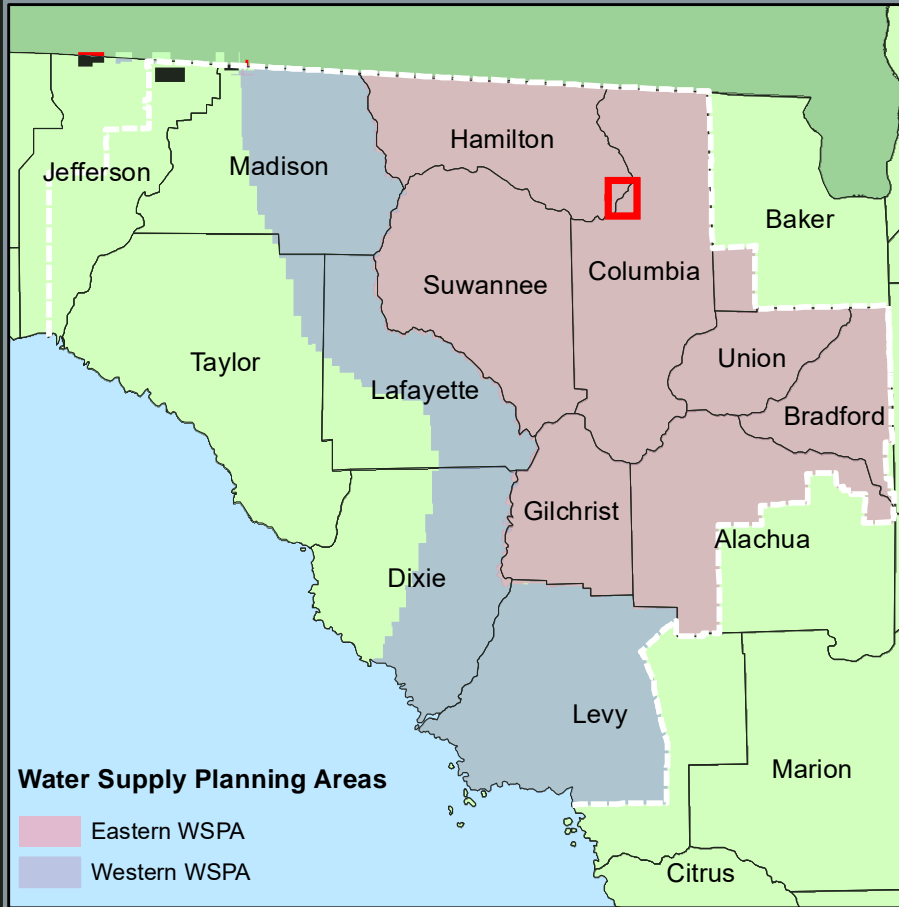 Hamilton
Madison
Jefferson
Baker
Columbia
Suwannee
Taylor
Union
Lafayette
Bradford
Gilchrist
Alachua
Dixie
Levy
Marion
Water Supply Planning Areas
Eastern WSPA
Western WSPA
Citrus